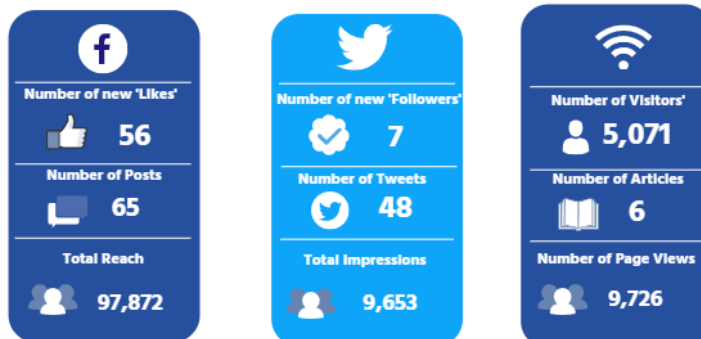 f
Number of new 'Likes'
56
Number of Posts
65
Total Reach
97,872
Number of new 'Followers'
7
Number of Tweets
48
Total Impressions
9,653
Number of Visitors'
5,071
Number of Articles
6
Number of Page Views
9,726